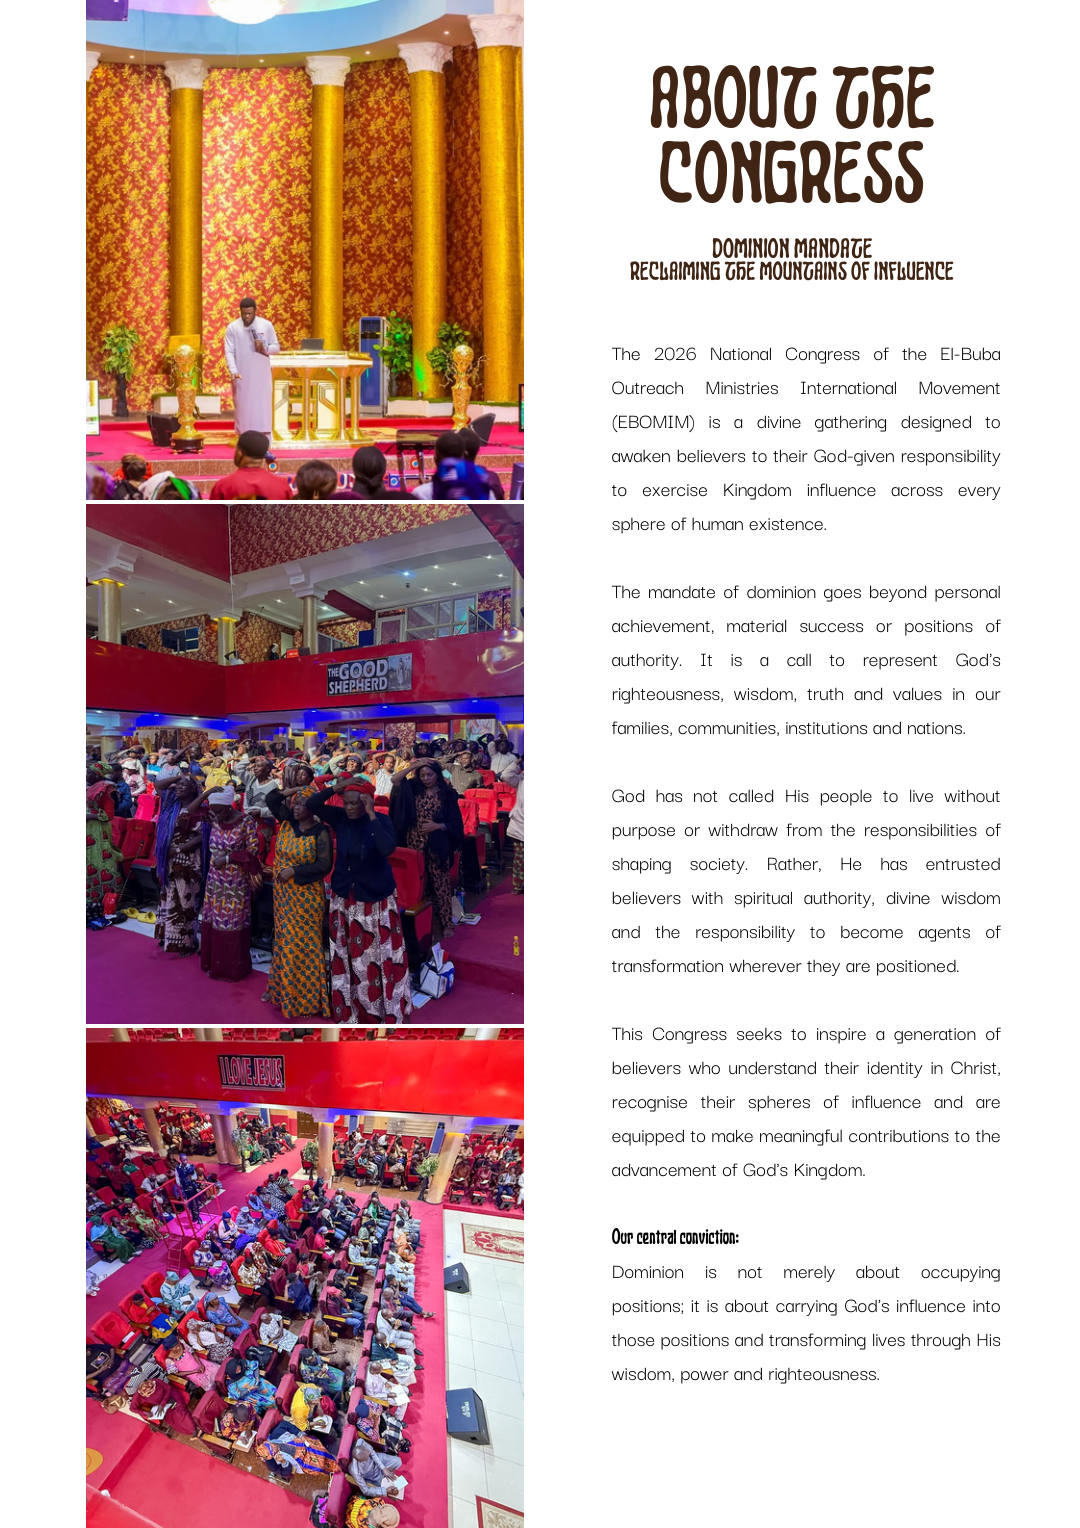 ABOUT THE
CONGRESS
DOMINION MANDATE
RECLAIMING THE MOUNTAINS OF INFLUENCE
The 2026 National Congress of the El-Buba
Outreach Ministries International Movement
(EBOMIM) is a divine gathering designed to
awaken believers to their God-given responsibility
to exercise Kingdom influence across every
sphere of human existence.
The mandate of dominion goes beyond personal
achievement, material success or positions of
authority. It is a call to represent God's
righteousness, wisdom, truth and values in our
families, communities, institutions and nations.
God has not called His people to live without
purpose or withdraw from the responsibilities of
shaping society. Rather, He has entrusted
believers with spiritual authority, divine wisdom
and the responsibility to become agents of
transformation wherever they are positioned.
This Congress seeks to inspire a generation of
believers who understand their identity in Christ,
recognise their spheres of influence and are
equipped to make meaningful contributions to the
advancement of God's Kingdom.
Our central conviction:
Dominion is not merely about occupying
positions; it is about carrying God's influence into
those positions and transforming lives through His
wisdom, power and righteousness.
THE GOOD
SHEPHERD
I LOVE JESUS